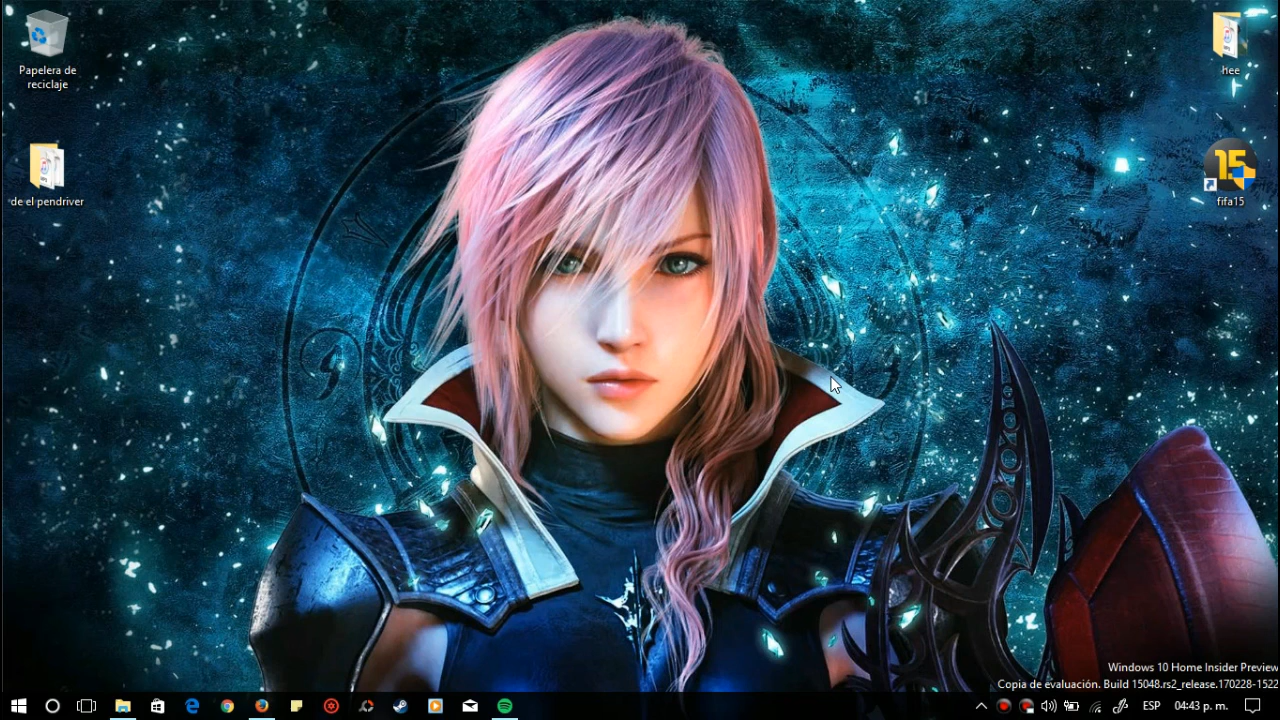 Papelera de
reciclaje
hee
de el pendriver
15
fifa15
Windows 10 Home Insider Preview
Copia de evaluación. Build 15048.rs2_release.170228-1522
ESP
04:43 p. m.